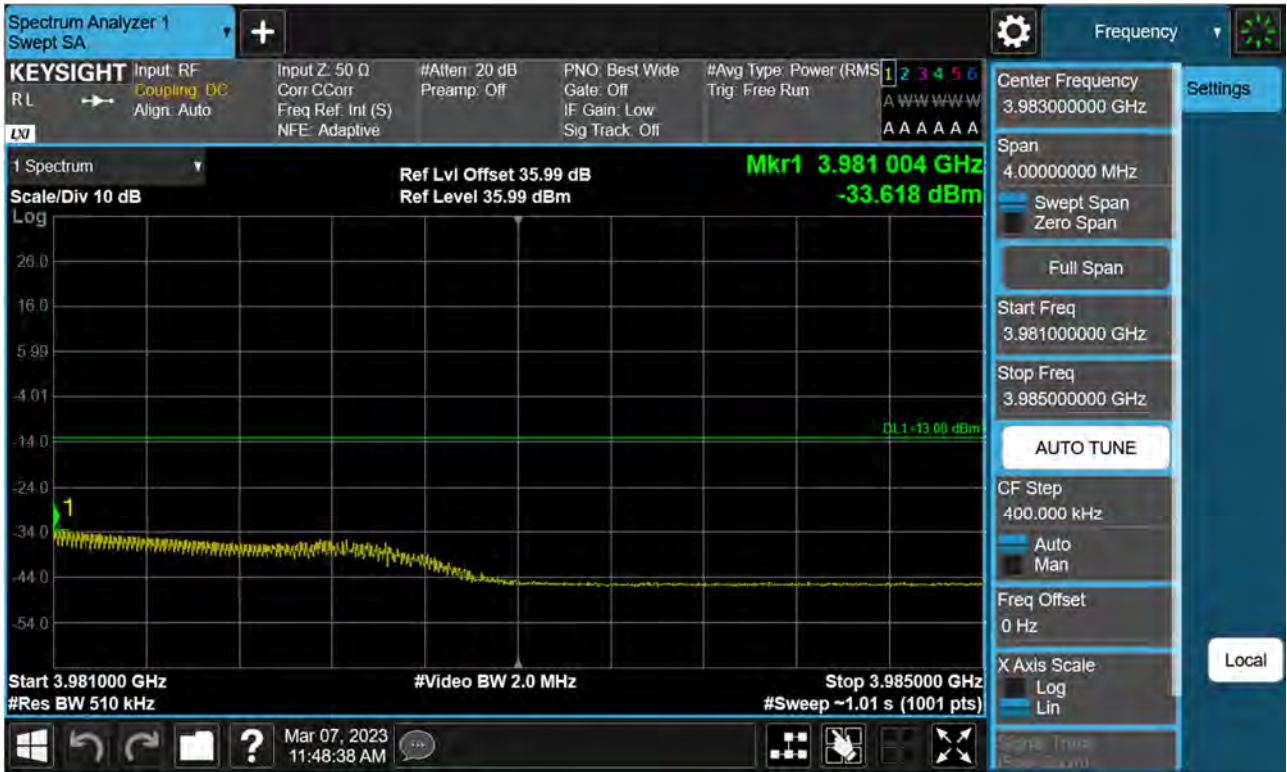 Spectrum Analyzer 1
Swept SA
+
Frequency
KEYSIGHT
RL
LXI
Input: RF
Coupling: DC
Align: Auto
Input Z: 50 Ω
Corr CCorr
Freq Ref: Int (S)
NFE: Adaptive
#Atten: 20 dB
Preamp: Off
PNO: Best Wide
Gate: Off
IF Gain: Low
Sig Track: Off
#Avg Type: Power (RMS
Trig: Free Run
1 2 3 4 5 6
A W W W W W
A A A A A A
1 Spectrum
Scale/Div 10 dB
Ref Lvl Offset 35.99 dB
Ref Level 35.99 dBm
Mkr1 3.981 004 GHz
-33.618 dBm
Log
26.0
16.0
5.99
-4.01
-14.0
-24.0
-34.0
-44.0
-54.0
DL1 -13.00 dBm
1
Start 3.981000 GHz
#Res BW 510 kHz
#Video BW 2.0 MHz
Stop 3.985000 GHz
#Sweep ~1.01 s (1001 pts)
?
Mar 07, 2023
11:48:38 AM
Center Frequency
3.983000000 GHz
Span
4.00000000 MHz
Swept Span
Zero Span
Full Span
Start Freq
3.981000000 GHz
Stop Freq
3.985000000 GHz
AUTO TUNE
CF Step
400.000 kHz
Auto
Man
Freq Offset
0 Hz
X Axis Scale
Log
Lin
Settings
Local